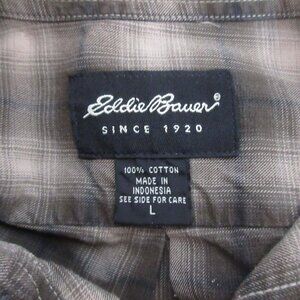 Eddie Bauer®
SINCE 1920
100% COTTON
MADE IN
INDONESIA
SEE SIDE FOR CARE
L